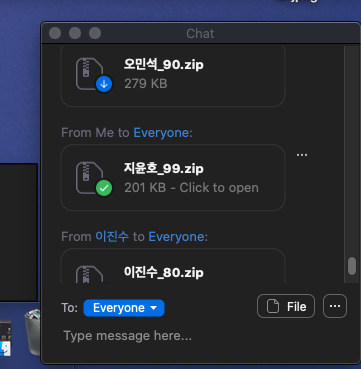 Chat
오민석_90.zip
279 KB
From Me to Everyone:
지윤호_99.zip
201 KB - Click to open
...
From 이진수 to Everyone:
이진수_80.zip
To: Everyone
File
...
Type message here...